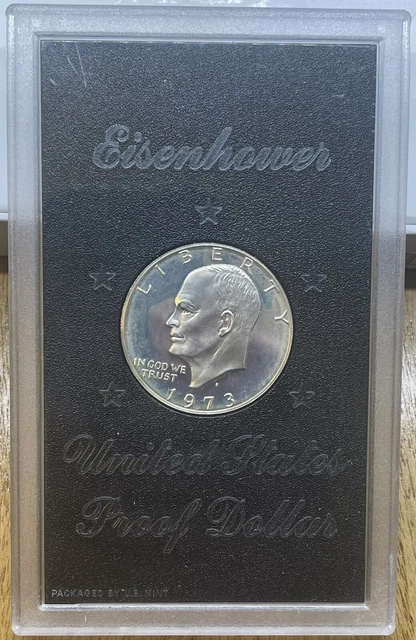 Eisenhower
LIBERTY
IN GOD WE
TRUST
S
1973
United States
Proof Dollar
PACKAGED BY U.S. MINT